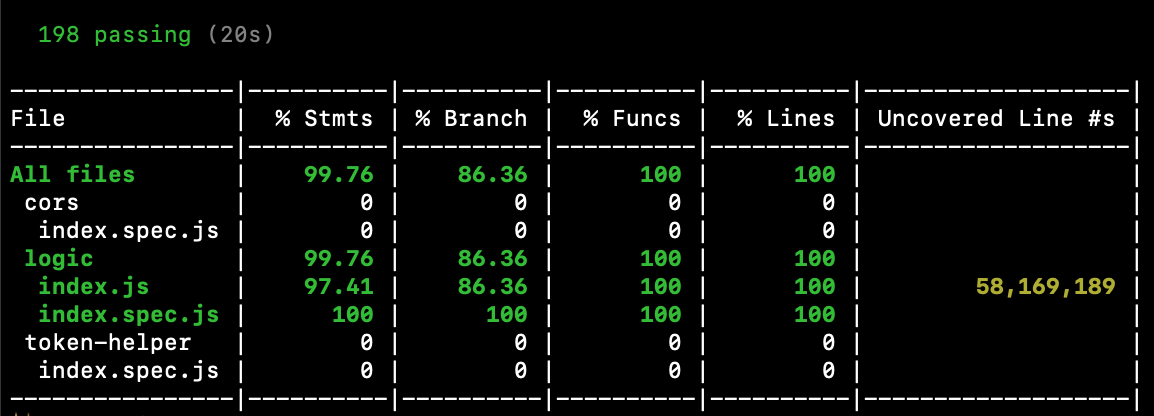 198 passing (20s)
-----------------|----------|----------|----------|----------|-------------------|
File             |  % Stmts | % Branch |  % Funcs |  % Lines | Uncovered Line #s |
-----------------|----------|----------|----------|----------|-------------------|
All files        |    99.76 |    86.36 |      100 |      100 |                   |
 cors            |        0 |        0 |        0 |        0 |                   |
  index.spec.js  |        0 |        0 |        0 |        0 |                   |
 logic           |    99.76 |    86.36 |      100 |      100 |                   |
  index.js       |    97.41 |    86.36 |      100 |      100 |        58,169,189 |
  index.spec.js  |      100 |      100 |      100 |      100 |                   |
 token-helper    |        0 |        0 |        0 |        0 |                   |
  index.spec.js  |        0 |        0 |        0 |        0 |                   |
-----------------|----------|----------|----------|----------|-------------------|